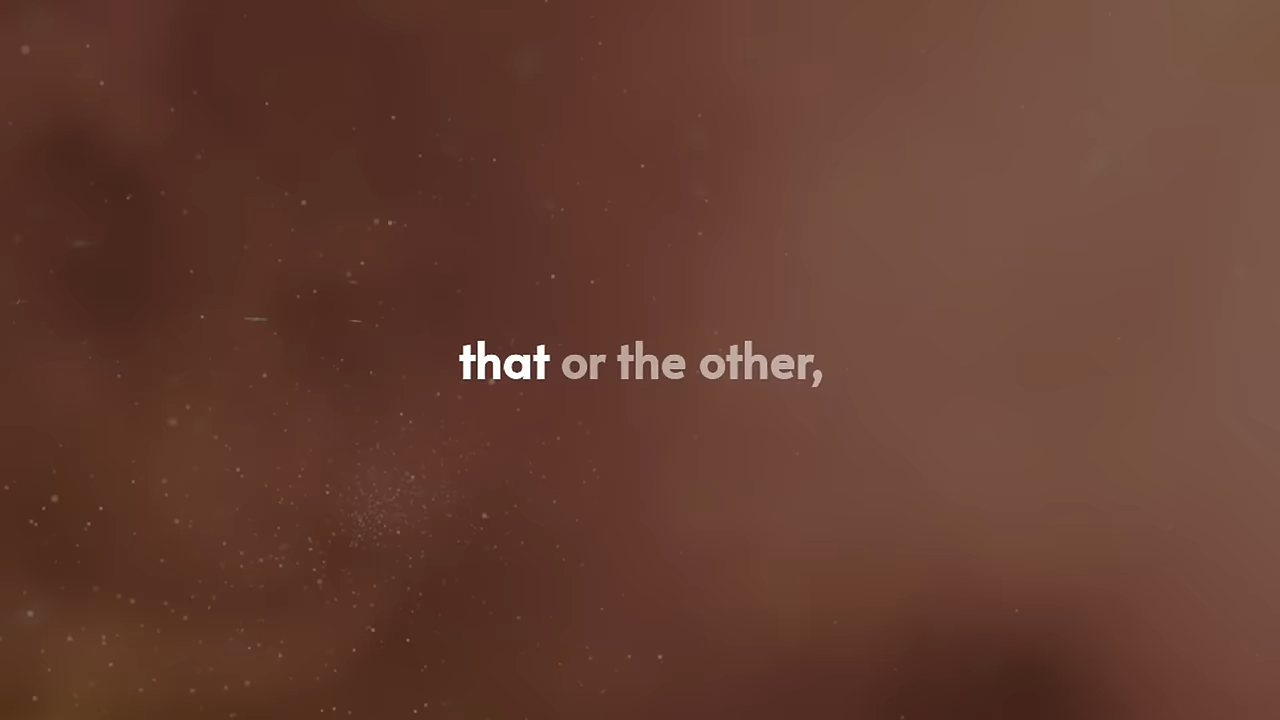 that or the other,